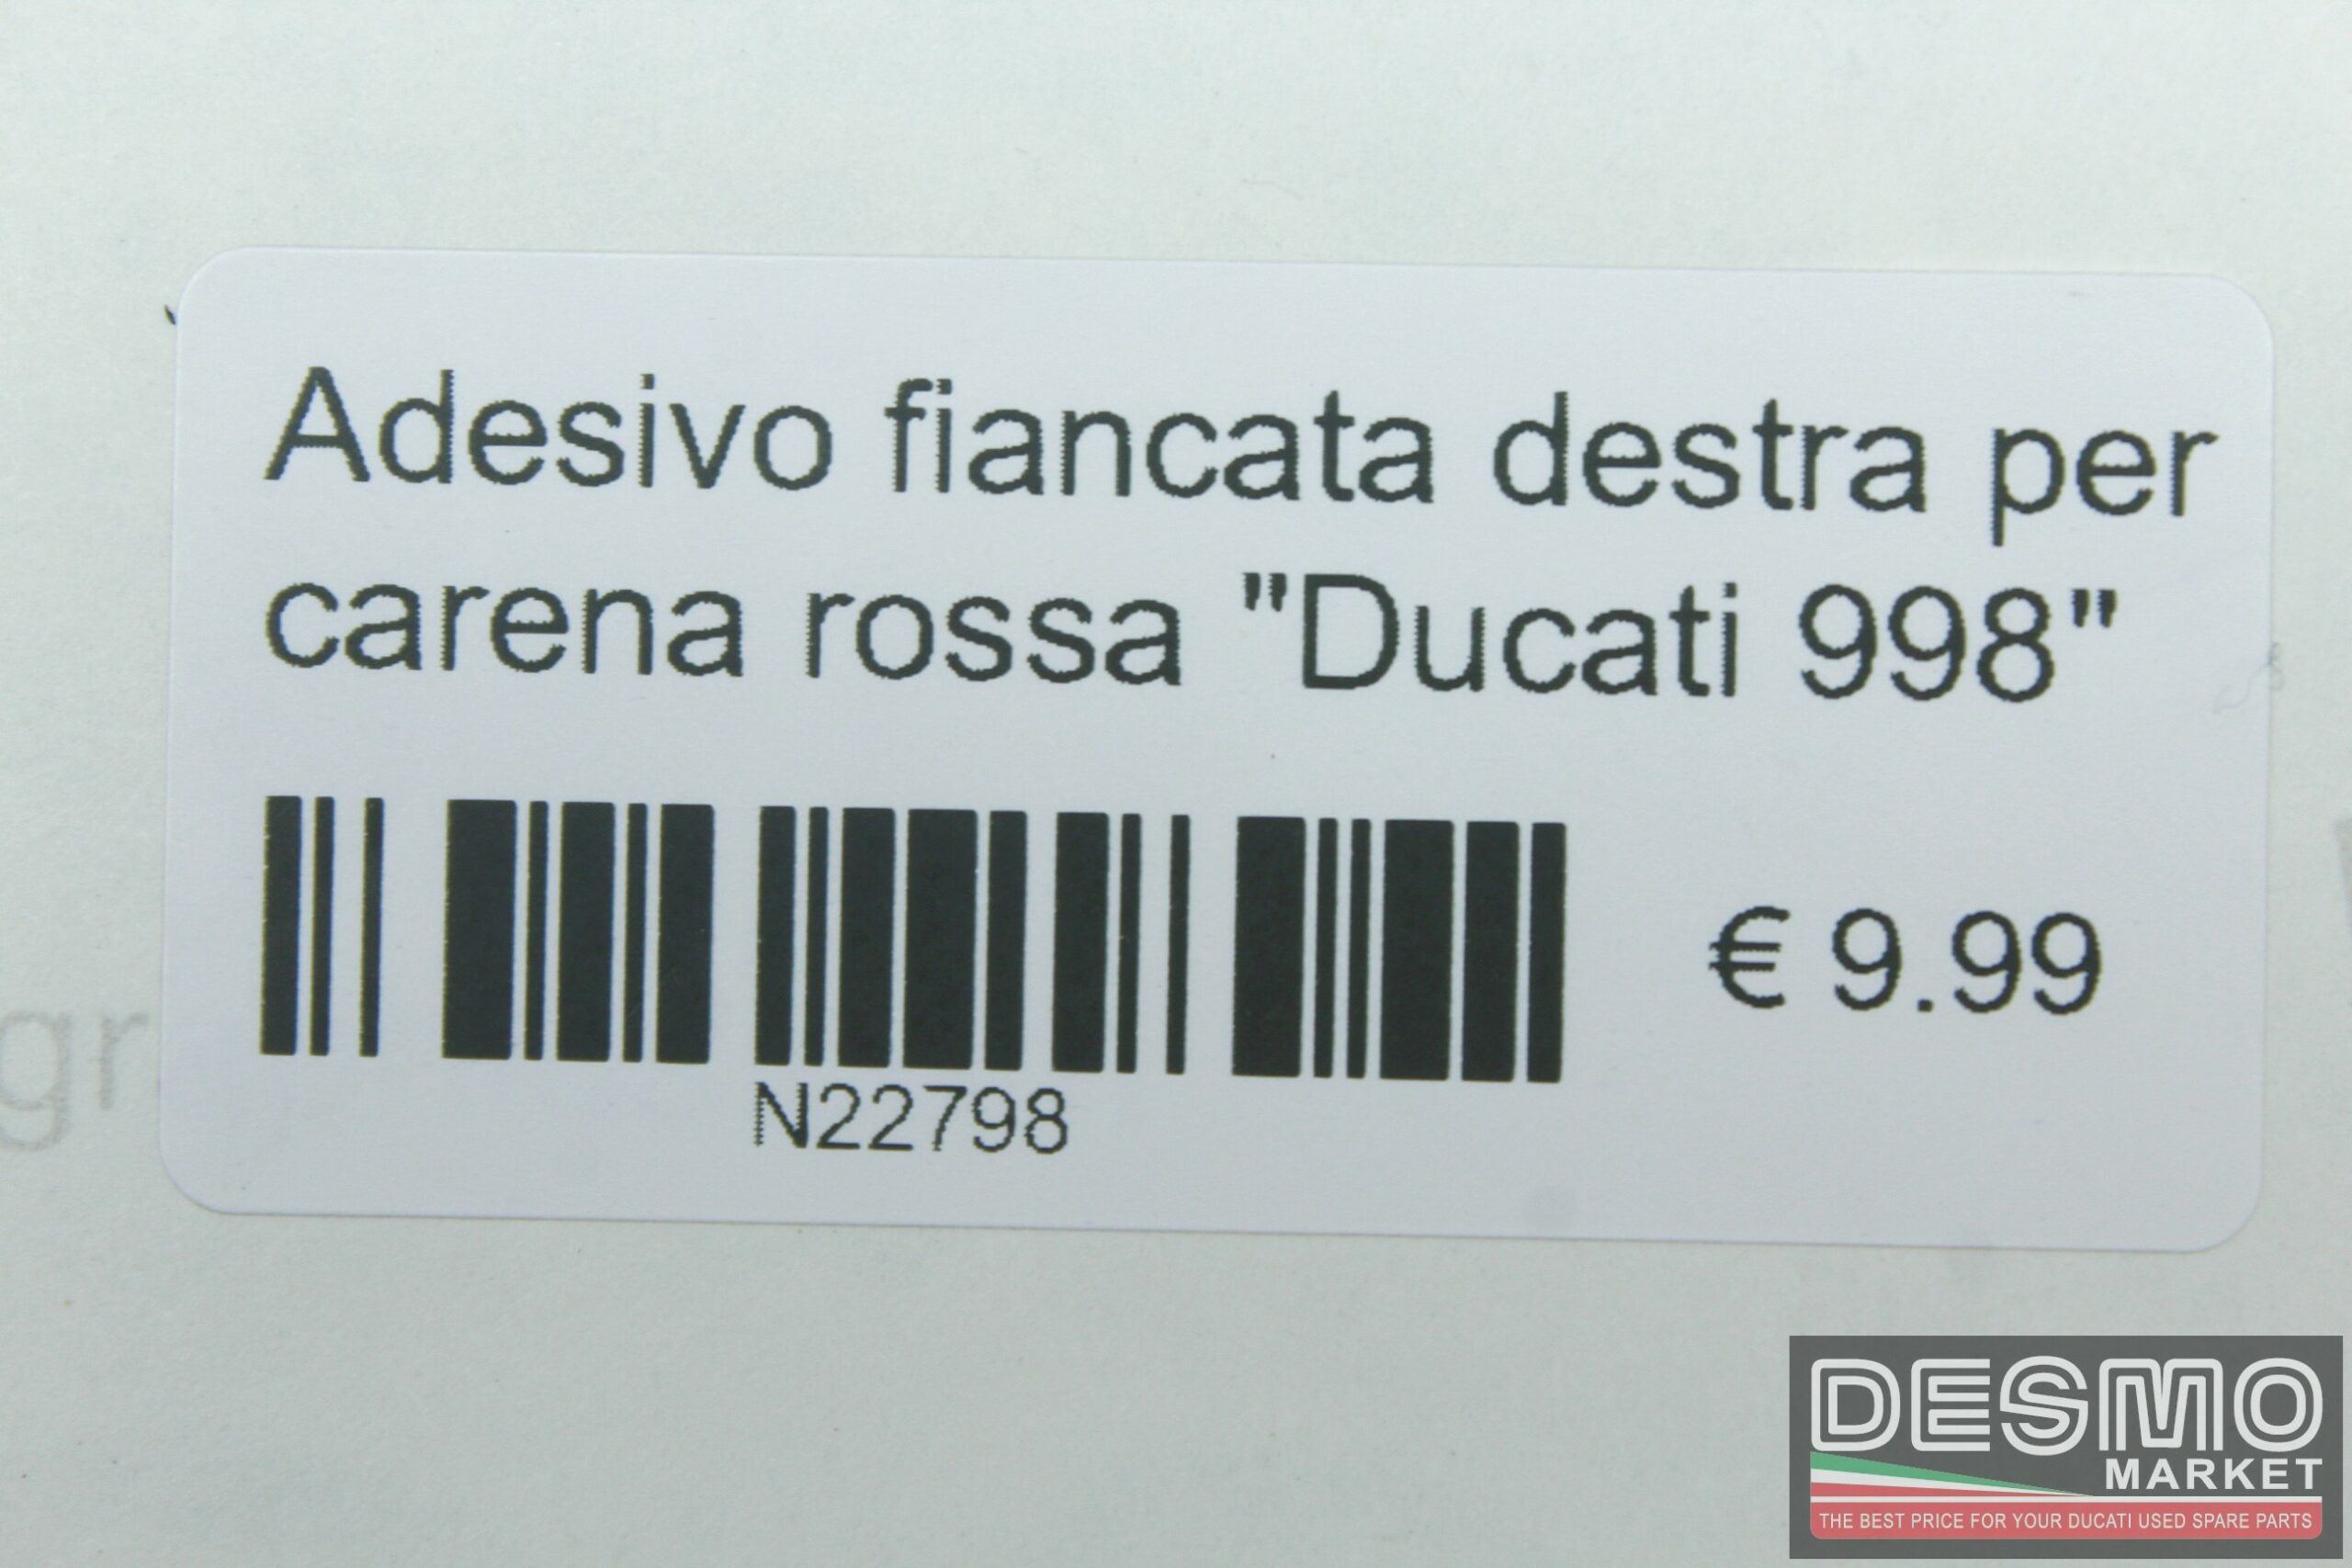 Adesivo fiancata destra per
carena rossa "Ducati 998"
€ 9.99
N22798
gr
DESMO
MARKET
THE BEST PRICE FOR YOUR DUCATI USED SPARE PARTS